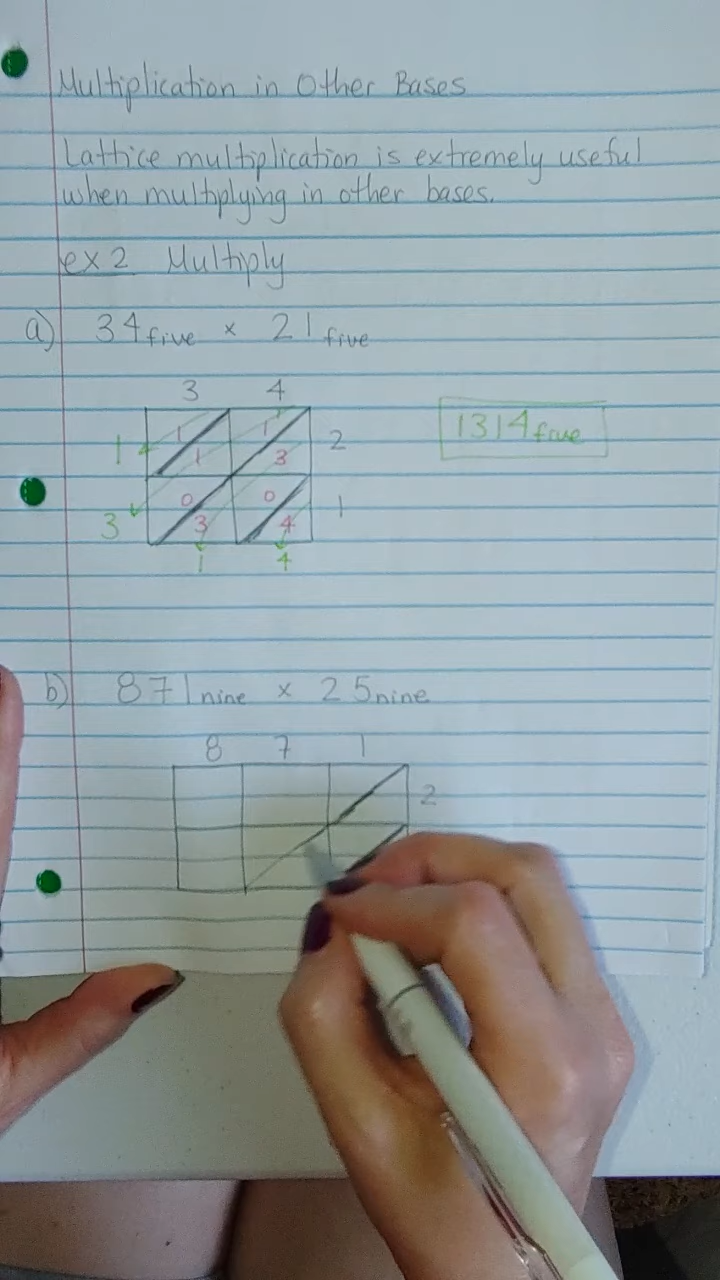 Multiplication in Other Bases
Lattice multiplication is extremely useful
when multiplying in other bases.
ex 2 Multiply
a) 34five × 21five
3 4
1 1 1 2
1 3
1314five
3 0 0 1
3 4
1 4
b) 871nine × 25nine
8 7 1
2